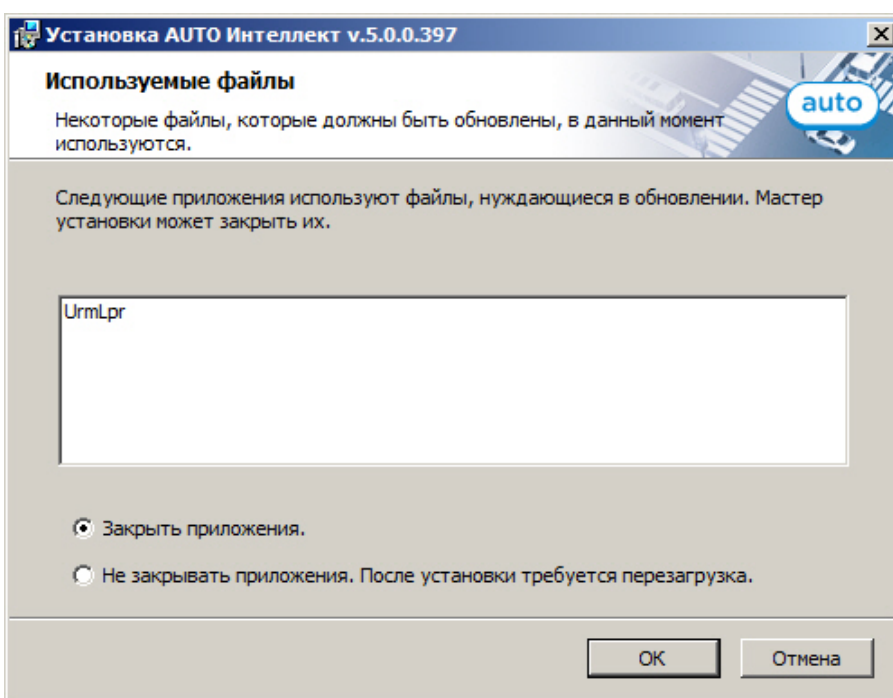 Установка AUTO Интеллект v.5.0.0.397
Используемые файлы
Некоторые файлы, которые должны быть обновлены, в данный момент
используются.
auto
Следующие приложения используют файлы, нуждающиеся в обновлении. Мастер
установки может закрыть их.
UrmLpr
Закрыть приложения.
Не закрывать приложения. После установки требуется перезагрузка.
ОК
Отмена